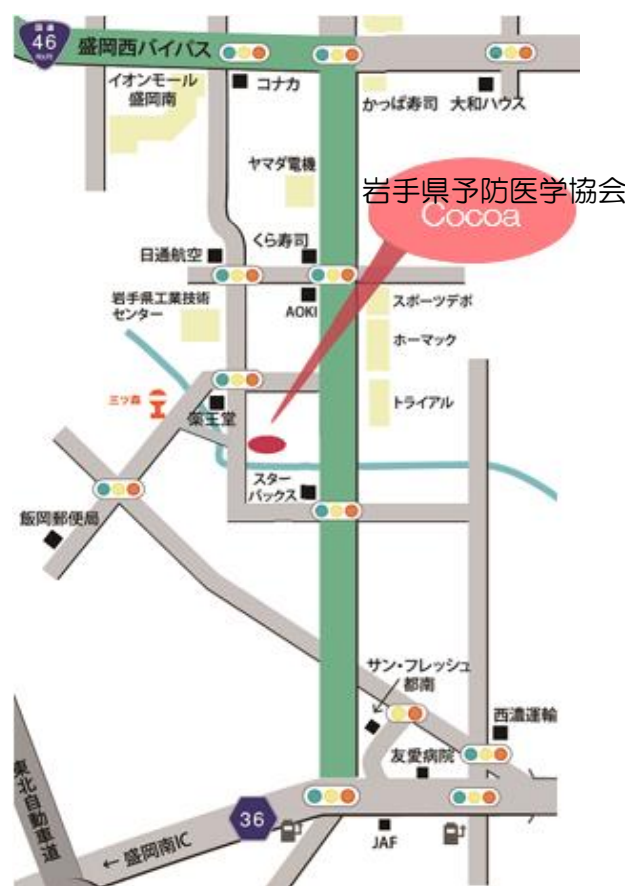 国道
46
ROUTE
盛岡西バイパス
イオンモール
盛岡南
コナカ
かっぱ寿司
大和ハウス
ヤマダ電機
岩手県予防医学協会
Cocoa
くら寿司
日通航空
岩手県工業技術
センター
AOKI
スポーツデポ
ホーマック
三ツ森
薬王堂
トライアル
スター
バックス
飯岡郵便局
サン・フレッシュ
都南
西濃運輸
友愛病院
東北自動車道
36
← 盛岡南IC
JAF